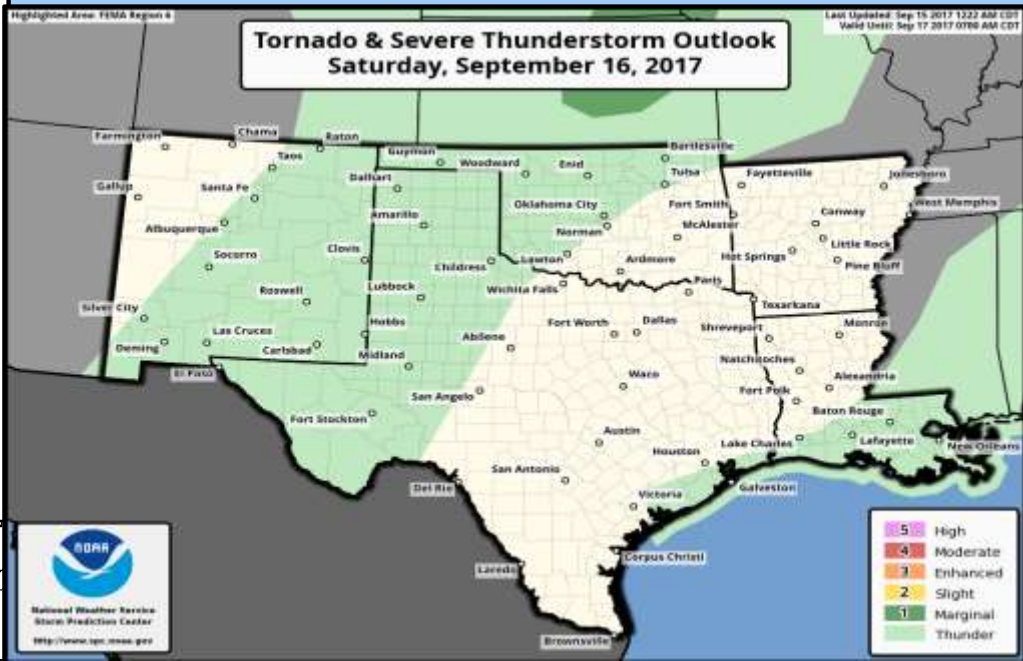 Highlighted Area: FEMA Region 6
Last Updated: Sep 15 2017 1222 AM CDT
Valid Until: Sep 17 2017 0700 AM CDT
Tornado & Severe Thunderstorm Outlook
Saturday, September 16, 2017
Farmington
Chama
Raton
Taos
Guymon
Woodward
Enid
Bartlesville
Gallup
Santa Fe
Dalhart
Tulsa
Fayetteville
Jonesboro
Albuquerque
Amarillo
Oklahoma City
Fort Smith
Conway
West Memphis
Norman
McAlester
Socorro
Clovis
Childress
Lawton
Ardmore
Hot Springs
Little Rock
Pine Bluff
Roswell
Lubbock
Wichita Falls
Paris
Texarkana
Silver City
Las Cruces
Hobbs
Abilene
Fort Worth
Dallas
Shreveport
Monroe
Deming
Carlsbad
Midland
Natchitoches
El Paso
San Angelo
Waco
Fort Polk
Alexandria
Fort Stockton
Baton Rouge
Austin
Houston
Lake Charles
Lafayette
New Orleans
San Antonio
Del Rio
Victoria
Galveston
Corpus Christi
Laredo
Brownsville
5 High
4 Moderate
3 Enhanced
2 Slight
1 Marginal
Thunder
NOAA
National Weather Service
Storm Prediction Center
http://www.spc.noaa.gov